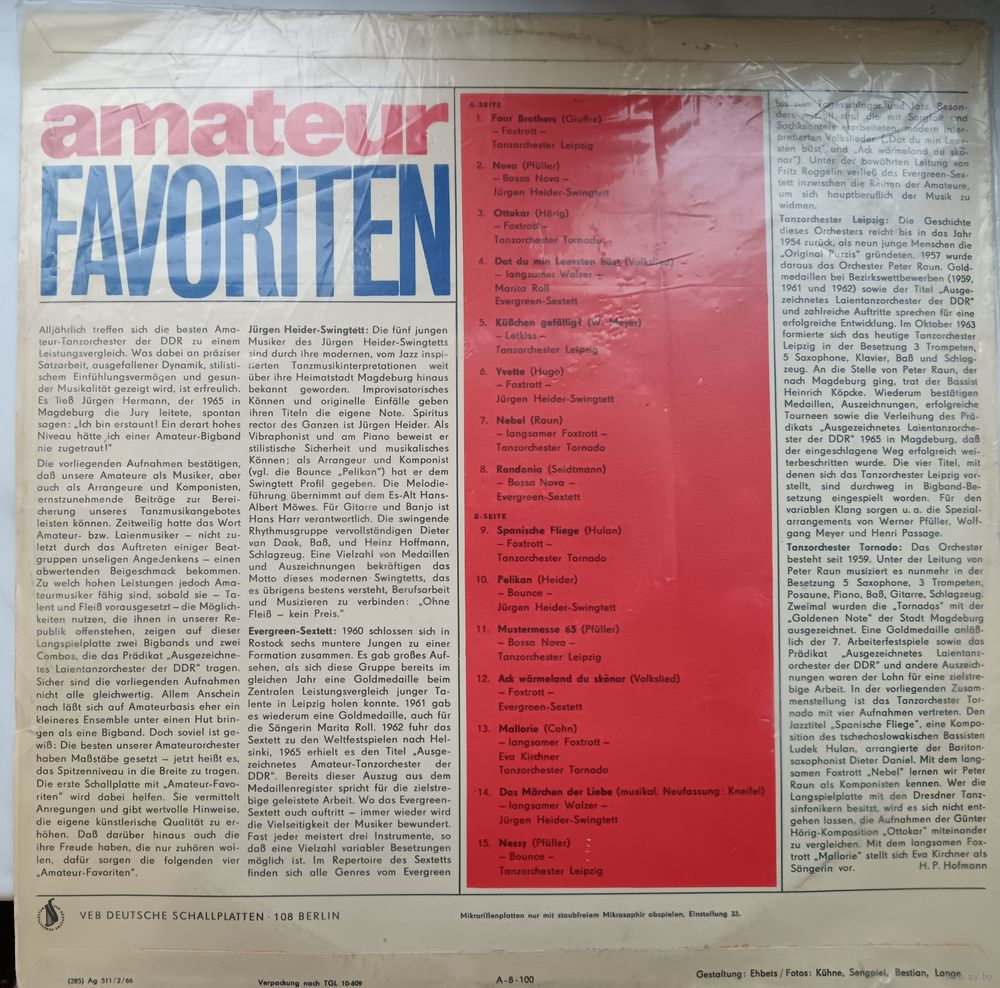 amateur
FAVORITEN
Alljährlich treffen sich die besten Ama-
teur-Tanzorchester der DDR zu einem
Leistungsvergleich. Was dabei an präziser
Satzarbeit, ausgefallener Dynamik, stilisti-
schem Einfühlungsvermögen und gesun-
der Musikalität gezeigt wird, ist erfreulich.
Es ließ Jürgen Hermann, der 1965 in
Magdeburg die Jury leitete, spontan
sagen: „Ich bin erstaunt! Ein derart hohes
Niveau hätte ich einer Amateur-Bigband
nie zugetraut!"
Die vorliegenden Aufnahmen bestätigen,
daß unsere Amateure als Musiker, aber
auch als Arrangeure und Komponisten,
ernstzunehmende Beiträge zur Berei-
cherung unseres Tanzmusikangebotes
leisten können. Zeitweilig hatte das Wort
Amateur- bzw. Laienmusiker – nicht zu-
letzt durch das Auftreten einiger Beat-
gruppen unseligen Angedenkens – einen
abwertenden Beigeschmack bekommen.
Zu welch hohen Leistungen jedoch Ama-
teurmusiker fähig sind, sobald sie – Ta-
lent und Fleiß vorausgesetzt – die Möglich-
keiten nutzen, die ihnen in unserer Re-
publik offenstehen, zeigen auf dieser
Langspielplatte zwei Bigbands und zwei
Combos, die das Prädikat „Ausgezeichne-
tes Laientanzorchester der DDR" tragen.
Sicher sind die vorliegenden Aufnahmen
nicht alle gleichwertig. Allem Anschein
nach läßt sich auf Amateurbasis eher ein
kleineres Ensemble unter einen Hut brin-
gen als eine Bigband. Doch soviel ist ge-
wiß: Die besten unserer Amateurorchester
haben Maßstäbe gesetzt – jetzt heißt es,
das Spitzenniveau in die Breite zu tragen.
Die erste Schallplatte mit „Amateur-Favo-
riten" wird dabei helfen. Sie vermittelt
Anregungen und gibt wertvolle Hinweise,
die eigene künstlerische Qualität zu er-
höhen. Daß darüber hinaus auch die
ihre Freude haben, die nur zuhören wol-
len, dafür sorgen die folgenden vier
„Amateur-Favoriten".
Jürgen Heider-Swingtett: Die fünf jungen
Musiker des Jürgen Heider-Swingtetts
sind durch ihre modernen, vom Jazz inspi-
rierten Tanzmusikinterpretationen weit
über ihre Heimatstadt Magdeburg hinaus
bekannt geworden. Improvisatorisches
Können und originelle Einfälle geben
ihren Titeln die eigene Note. Spiritus
rector des Ganzen ist Jürgen Heider. Als
Vibraphonist und am Piano beweist er
stilistische Sicherheit und musikalisches
Können; als Arrangeur und Komponist
(vgl. die Bounce „Pelikan") hat er dem
Swingtett Profil gegeben. Die Melodie-
führung übernimmt auf dem Es-Alt Hans-
Albert Möwes. Für Gitarre und Banjo ist
Hans Harr verantwortlich. Die swingende
Rhythmusgruppe vervollständigen Dieter
van Daak, Baß, und Heinz Hoffmann,
Schlagzeug. Eine Vielzahl von Medaillen
und Auszeichnungen bekräftigen das
Motto dieses modernen Swingtetts, das
es übrigens bestens versteht, Berufsarbeit
und Musizieren zu verbinden: „Ohne
Fleiß – kein Preis."
Evergreen-Sextett: 1960 schlossen sich in
Rostock sechs muntere Jungen zu einer
Formation zusammen. Es gab großes Auf-
sehen, als sich diese Gruppe bereits im
gleichen Jahr eine Goldmedaille beim
Zentralen Leistungsvergleich junger Ta-
lente in Leipzig holen konnte. 1961 gab
es wiederum eine Goldmedaille, auch für
die Sängerin Marita Roll. 1962 fuhr das
Sextett zu den Weltfestspielen nach Hel-
sinki, 1965 erhielt es den Titel „Ausge-
zeichnetes Amateur-Tanzorchester der
DDR". Bereits dieser Auszug aus dem
Medaillenregister spricht für die zielstre-
bige geleistete Arbeit. Wo das Evergreen-
Sextett auch auftritt – immer wieder wird
die Vielseitigkeit der Musiker bewundert.
Fast jeder meistert drei Instrumente, so
daß eine Vielzahl variabler Besetzungen
möglich ist. Im Repertoire des Sextetts
finden sich alle Genres vom Evergreen
A-SEITE
1. Four Brothers (Giuffre)
– Foxtrott –
Tanzorchester Leipzig
2. Nova (Pfüller)
– Bossa Nova –
Jürgen Heider-Swingtett
3. Ottokar (Hörig)
– Foxtrott –
Tanzorchester Tornado
4. Dat du min Leevsten büst (Volkslied)
– langsamer Walzer –
Marita Roll
Evergreen-Sextett
5. Küßchen gefällig? (W. Meyer)
– Letkiss –
Tanzorchester Leipzig
6. Yvette (Hugo)
– Foxtrott –
Jürgen Heider-Swingtett
7. Nebel (Raun)
– langsamer Foxtrott –
Tanzorchester Tornado
8. Rondonia (Seidtmann)
– Bossa Nova –
Evergreen-Sextett
B-SEITE
9. Spanische Fliege (Hulan)
– Foxtrott –
Tanzorchester Tornado
10. Pelikan (Heider)
– Bounce –
Jürgen Heider-Swingtett
11. Mustermesse 65 (Pfüller)
– Bossa Nova –
Tanzorchester Leipzig
12. Ack wärmeland du skönar (Volkslied)
– Foxtrott –
Evergreen-Sextett
13. Mallorie (Cohn)
– langsamer Foxtrott –
Eva Kirchner
Tanzorchester Tornado
14. Das Märchen der Liebe (musikal. Neufassung: Kneifel)
– langsamer Walzer –
Jürgen Heider-Swingtett
15. Nessy (Pfüller)
– Bounce –
Tanzorchester Leipzig
bis zum Tagesschlager und Jazz. Beson-
ders reizvoll sind die mit Sorgfalt und
Sachkenntnis erarbeiteten, modern inter-
pretierten Volkslieder. („Dat du min Leev-
sten büst", und „Ack wärmeland du skö-
nar"). Unter der bewährten Leitung von
Fritz Roggelin verließ das Evergreen-Sex-
tett inzwischen die Reihen der Amateure,
um sich hauptberuflich der Musik zu
widmen.
Tanzorchester Leipzig: Die Geschichte
dieses Orchesters reicht bis in das Jahr
1954 zurück, als neun junge Menschen die
„Original Purzis" gründeten. 1957 wurde
daraus das Orchester Peter Raun. Gold-
medaillen bei Bezirkswettbewerben (1959,
1961 und 1962) sowie der Titel „Ausge-
zeichnetes Laientanzorchester der DDR"
und zahlreiche Auftritte sprechen für eine
erfolgreiche Entwicklung. Im Oktober 1963
formierte sich das heutige Tanzorchester
Leipzig in der Besetzung 3 Trompeten,
5 Saxophone, Klavier, Baß und Schlag-
zeug. An die Stelle von Peter Raun, der
nach Magdeburg ging, trat der Bassist
Heinrich Köpcke. Wiederum bestätigen
Medaillen, Auszeichnungen, erfolgreiche
Tourneen sowie die Verleihung des Prä-
dikats „Ausgezeichnetes Laientanzorche-
ster der DDR" 1965 in Magdeburg, daß
der eingeschlagene Weg erfolgreich wei-
terbeschritten wurde. Die vier Titel, mit
denen sich das Tanzorchester Leipzig vor-
stellt, sind durchweg in Bigband-Be-
setzung eingespielt worden. Für den
variablen Klang sorgen u. a. die Spezial-
arrangements von Werner Pfüller, Wolf-
gang Meyer und Henri Passage.
Tanzorchester Tornado: Das Orchester
besteht seit 1959. Unter der Leitung von
Peter Raun musiziert es nunmehr in der
Besetzung 5 Saxophone, 3 Trompeten,
Posaune, Piano, Baß, Gitarre, Schlagzeug.
Zweimal wurden die „Tornados" mit der
„Goldenen Note" der Stadt Magdeburg
ausgezeichnet. Eine Goldmedaille anläß-
lich der 7. Arbeiterfestspiele sowie das
Prädikat „Ausgezeichnetes Laientanz-
orchester der DDR" und andere Auszeich-
nungen waren der Lohn für eine zielstre-
bige Arbeit. In der vorliegenden Zusam-
menstellung ist das Tanzorchester Tor-
nado mit vier Aufnahmen vertreten. Den
Jazztitel „Spanische Fliege", eine Kompo-
sition des tschechoslowakischen Bassisten
Ludek Hulan, arrangierte der Bariton-
saxophonist Dieter Daniel. Mit dem lang-
samen Foxtrott „Nebel" lernen wir Peter
Raun als Komponisten kennen. Wer die
Langspielplatte mit den Dresdner Tanz-
sinfonikern besitzt, wird es sich nicht ent-
gehen lassen, die Aufnahmen der Günter
Hörig-Komposition „Ottokar" miteinander
zu vergleichen. Mit dem langsamen Fox-
trott „Mallorie" stellt sich Eva Kirchner als
Sängerin vor. H. P. Hofmann
VEB DEUTSCHE SCHALLPLATTEN · 108 BERLIN
Mikrorillenplatten nur mit staubfreiem Mikrosaphir abspielen, Einstellung 33.
(285) Ag 511/2/66
Verpackung nach TGL 10-609
A-8-100
Gestaltung: Ehbets / Fotos: Kühne, Sengpiel, Bestian, Lange